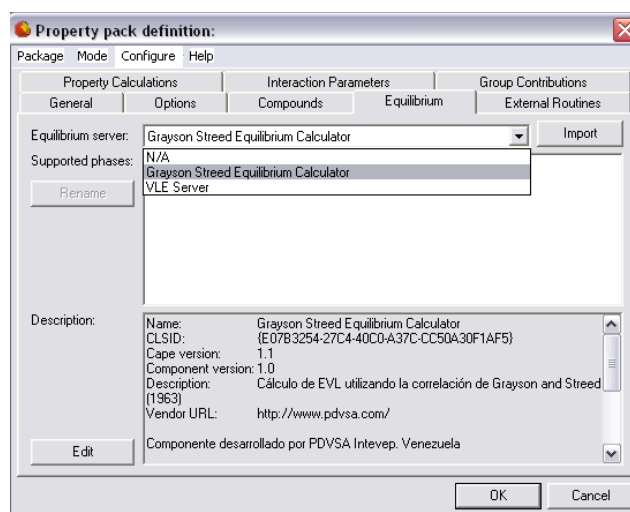 Property pack definition:
Package Mode Configure Help
Property Calculations Interaction Parameters Group Contributions
General Options Compounds Equilibrium External Routines
Equilibrium server: Grayson Streed Equilibrium Calculator Import
Supported phases: N/A
Grayson Streed Equilibrium Calculator
Rename
VLE Server
Description: Name: Grayson Streed Equilibrium Calculator
CLSID: {E07B3254-27C4-40C0-A37C-CC50A30F1AF5}
Cape version: 1.1
Component version: 1.0
Description: Cálculo de EVL utilizando la correlación de Grayson and Streed
(1963)
Vendor URL: http://www.pdvsa.com/
Componente desarrollado por PDVSA Intevep. Venezuela
Edit
OK Cancel